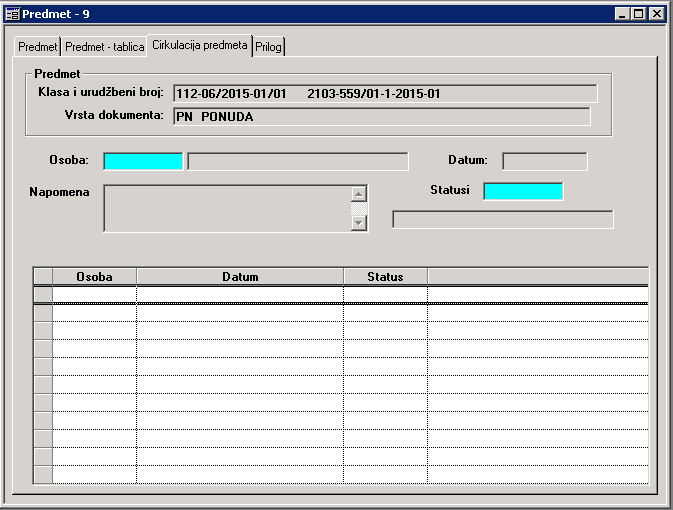 Predmet - 9
Predmet Predmet - tablica Cirkulacija predmeta Prilog
Predmet
Klasa i urudžbeni broj: 112-06/2015-01/01 2103-559/01-1-2015-01
Vrsta dokumenta: PN PONUDA
Osoba: Datum:
Napomena Statusi
Osoba Datum Status